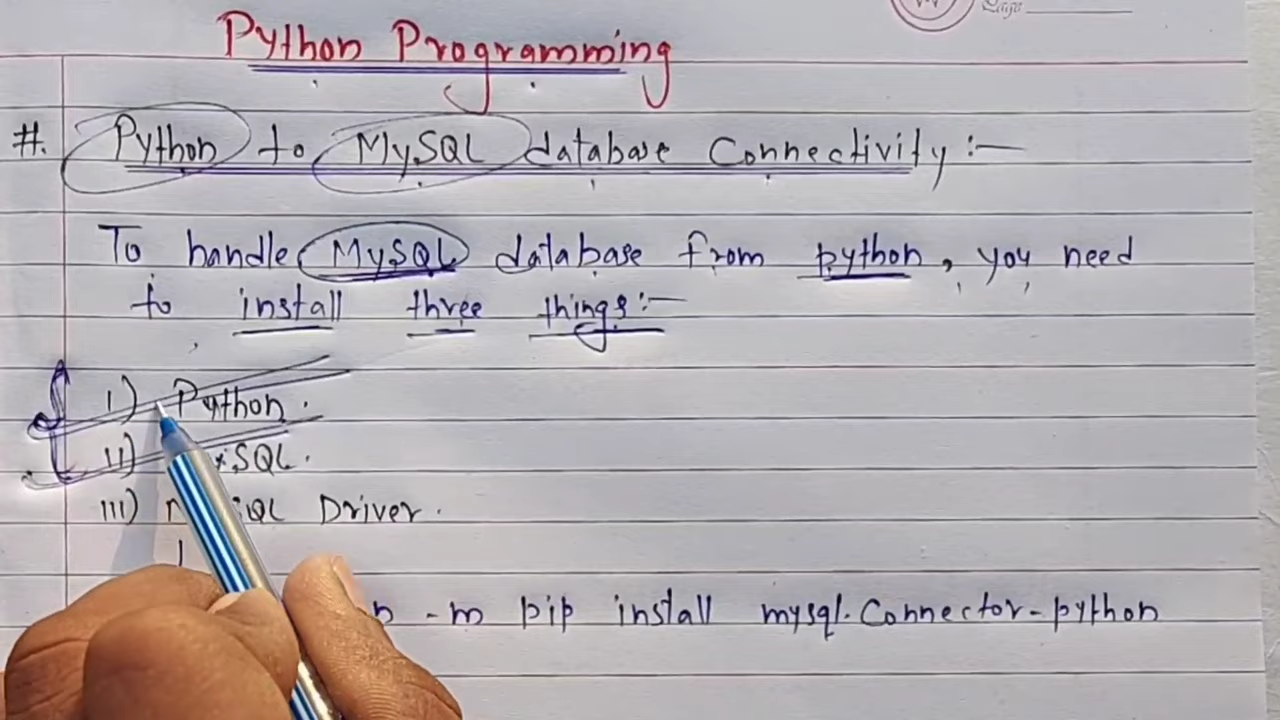 Page
Python Programming
#. Python to MySQL database Connectivity :-
To handle MySQL database from python, you need
to install three things:-
I) Python.
II) SQL.
III) Driver.
-m pip install mysql.Connector-python